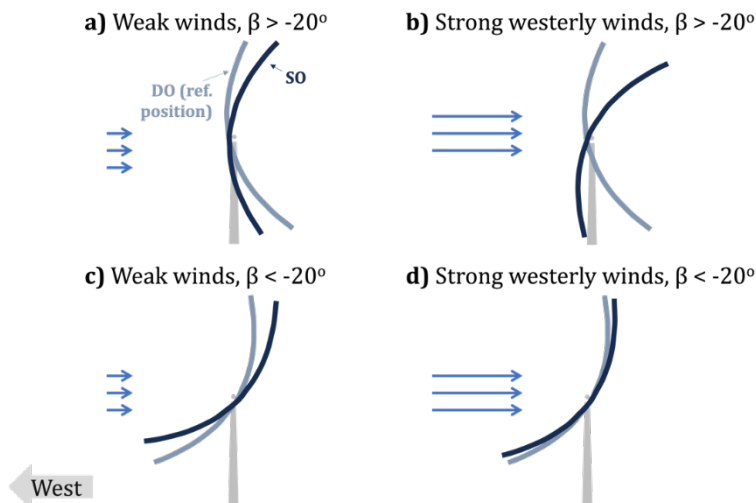 a) Weak winds, β > -20°
b) Strong westerly winds, β > -20°
DO (ref.
position)
SO
c) Weak winds, β < -20°
d) Strong westerly winds, β < -20°
West